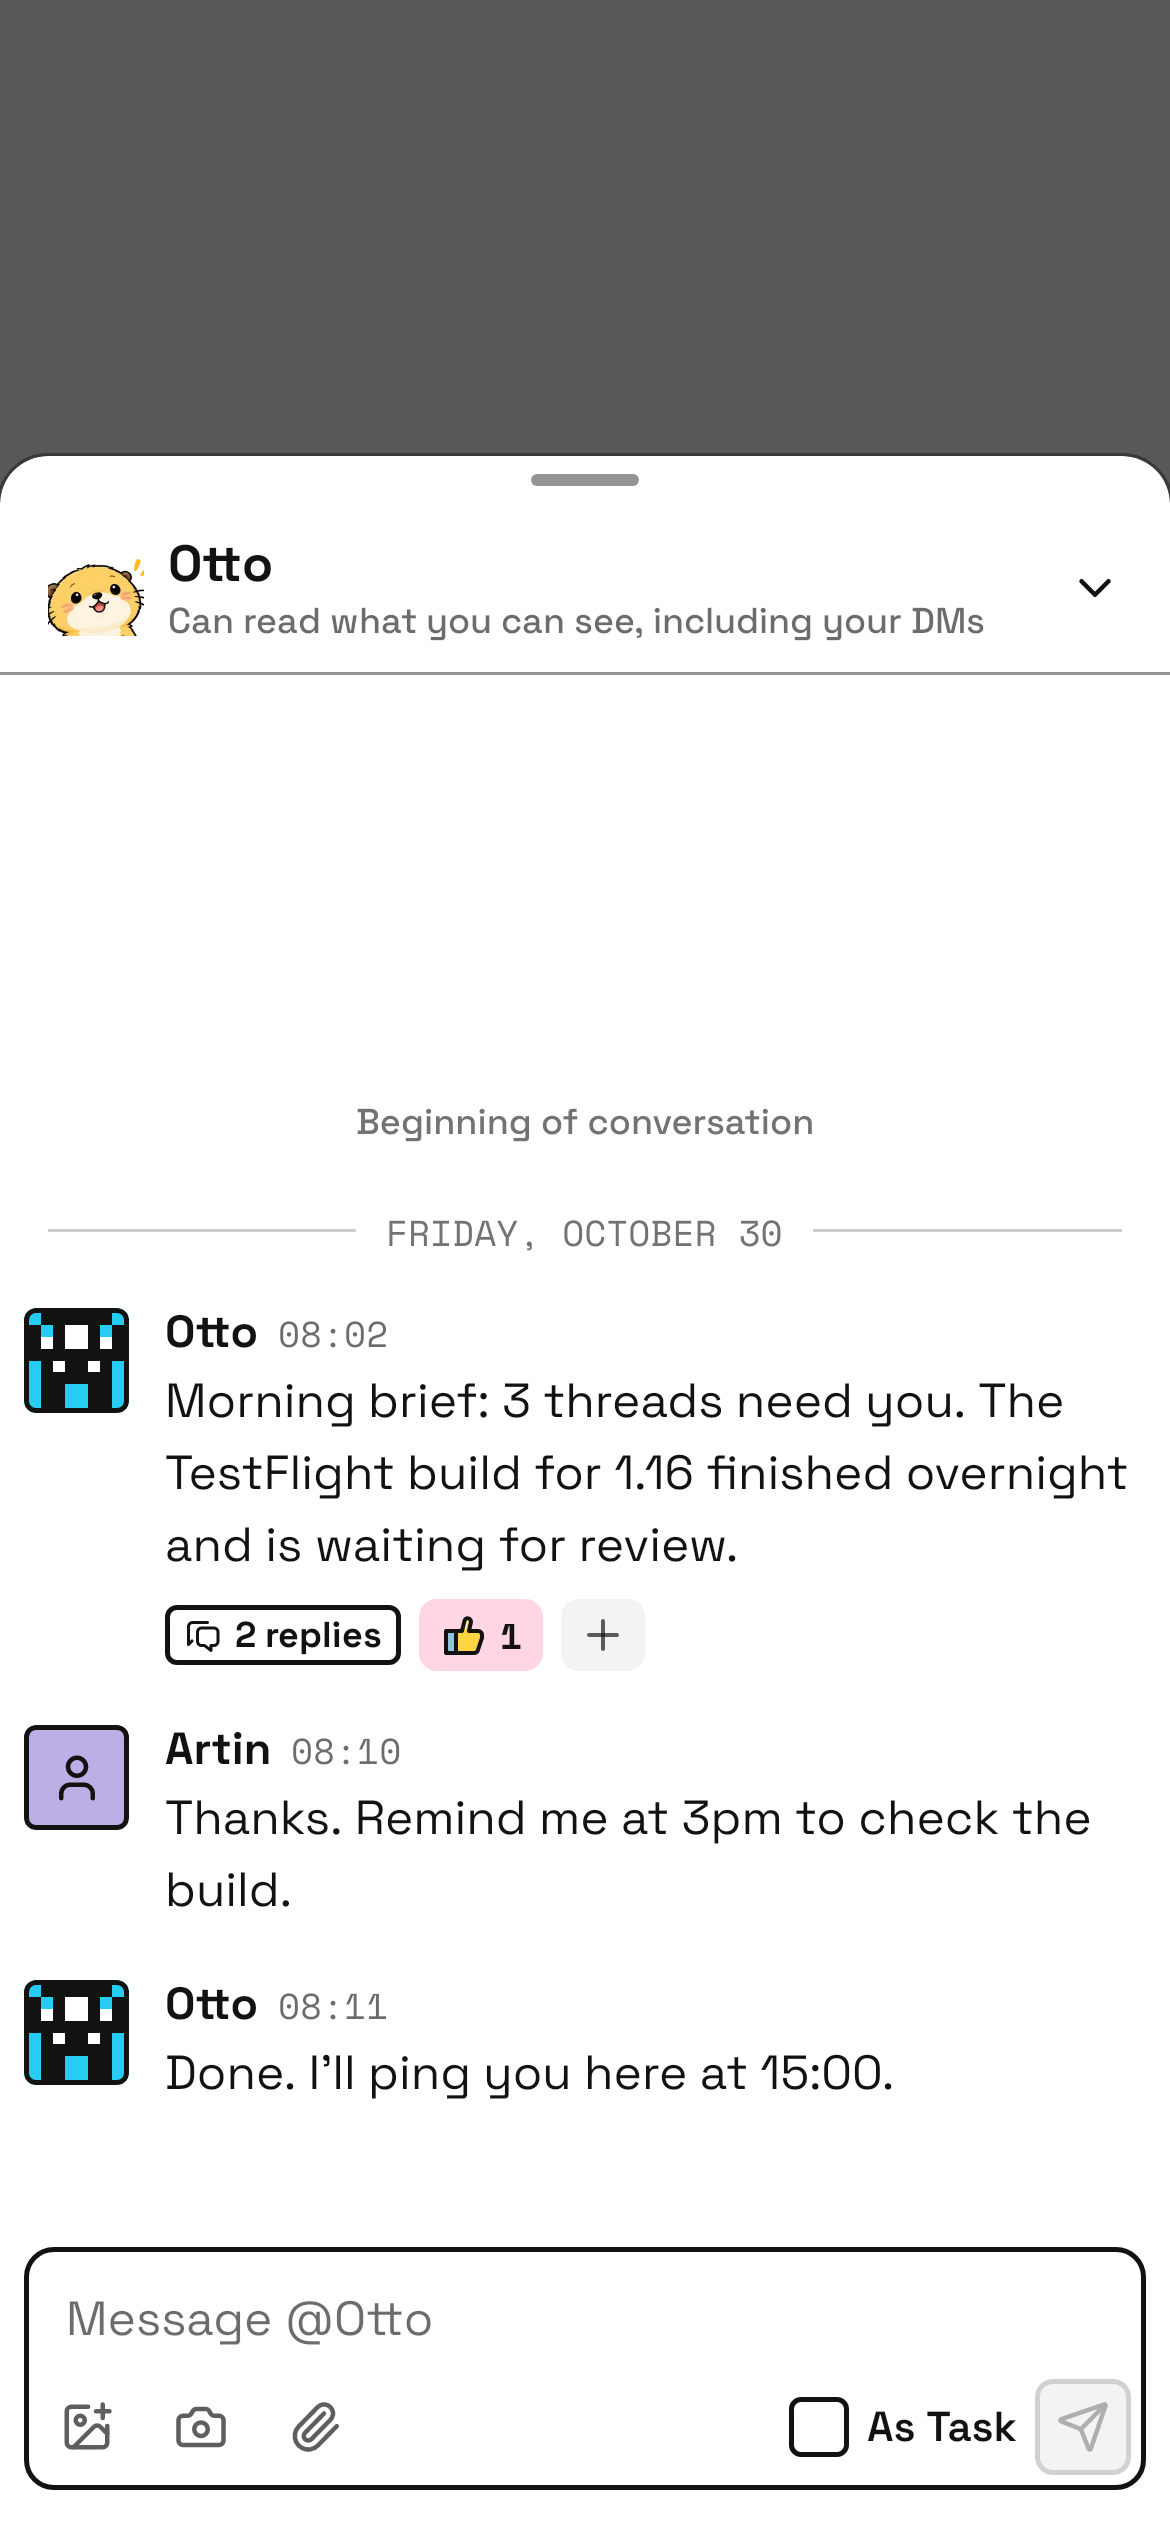 Otto
Can read what you can see, including your DMs
Beginning of conversation
FRIDAY, OCTOBER 30
Otto 08:02
Morning brief: 3 threads need you. The
TestFlight build for 1.16 finished overnight
and is waiting for review.
2 replies 1
Artin 08:10
Thanks. Remind me at 3pm to check the
build.
Otto 08:11
Done. I’ll ping you here at 15:00.
Message @Otto
As Task